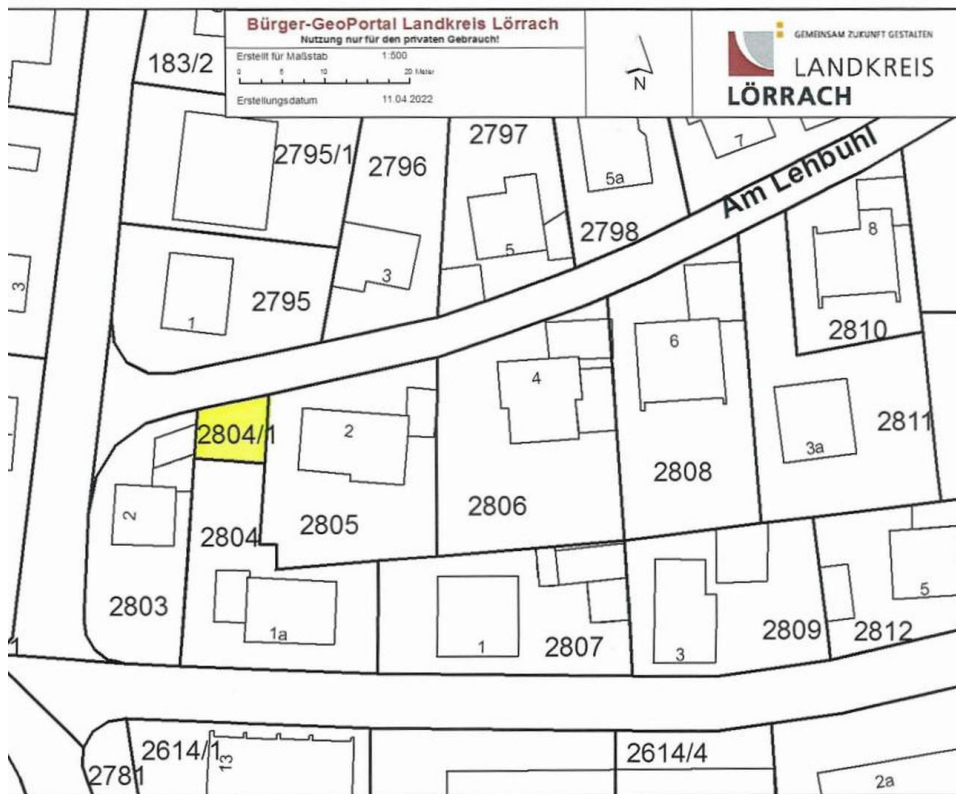 Bürger-GeoPortal Landkreis Lörrach
Nutzung nur für den privaten Gebrauch!
Erstellt für Maßstab 1:500
0 5 10 20 Meter
Erstellungsdatum 11.04.2022
N
GEMEINSAM ZUKUNFT GESTALTEN
LANDKREIS
LÖRRACH
183/2
2795/1
2796
2797
5a
7
Am Lehbühl
2798
5
8
3
3
2795
1
2810
6
4
2804/1
2
2811
3a
2808
2806
2805
2
2804
2803
1a
1
2807
3
2809
2812
5
2614/1
13
2614/4
2781
2a